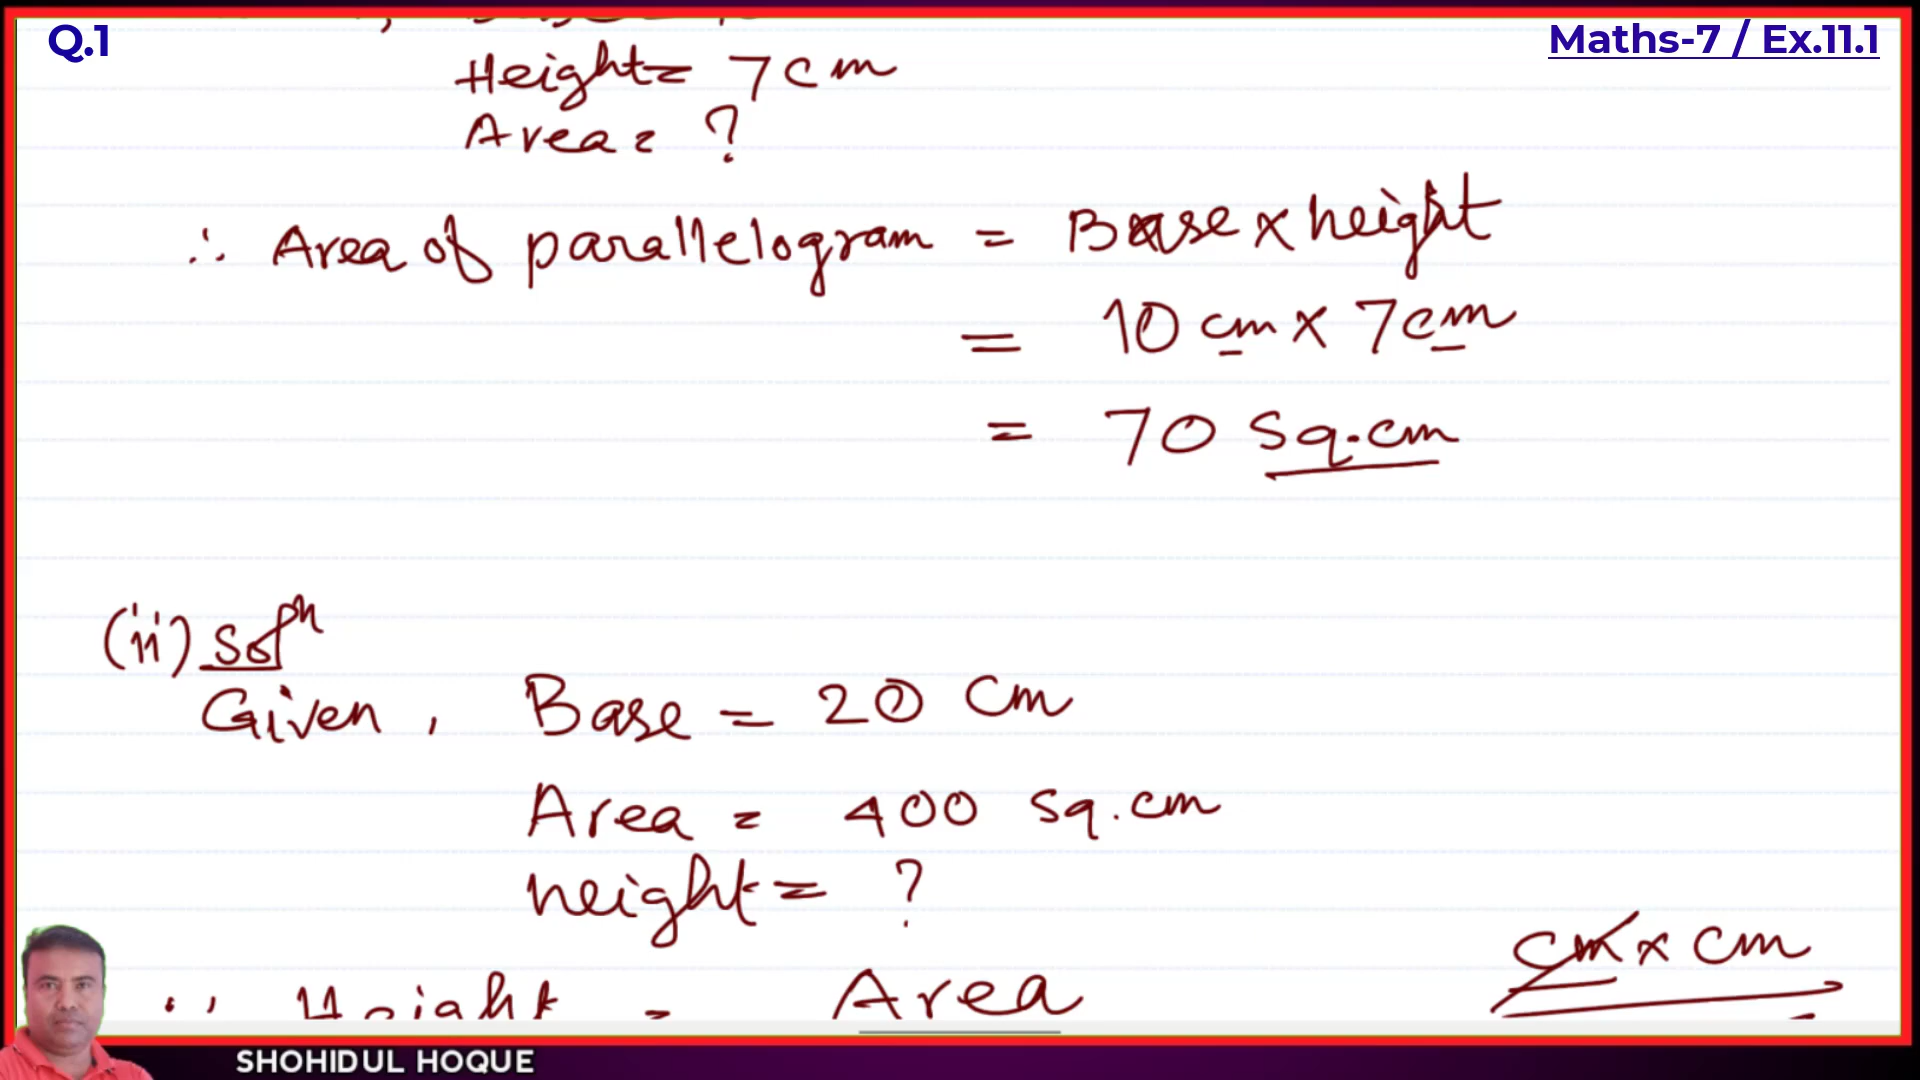 Q.1
Maths-7 / Ex.11.1
Height= 7cm
Area= ?
∴ Area of parallelogram = Base × height
= 10 cm × 7cm
= 70 sq.cm
(ii) Solⁿ
Given, Base = 20 cm
Area = 400 sq.cm
height = ?
cm × cm
∴ Height = Area
SHOHIDUL HOQUE